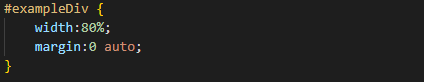 #exampleDiv {
    width:80%;
    margin:0 auto;
}